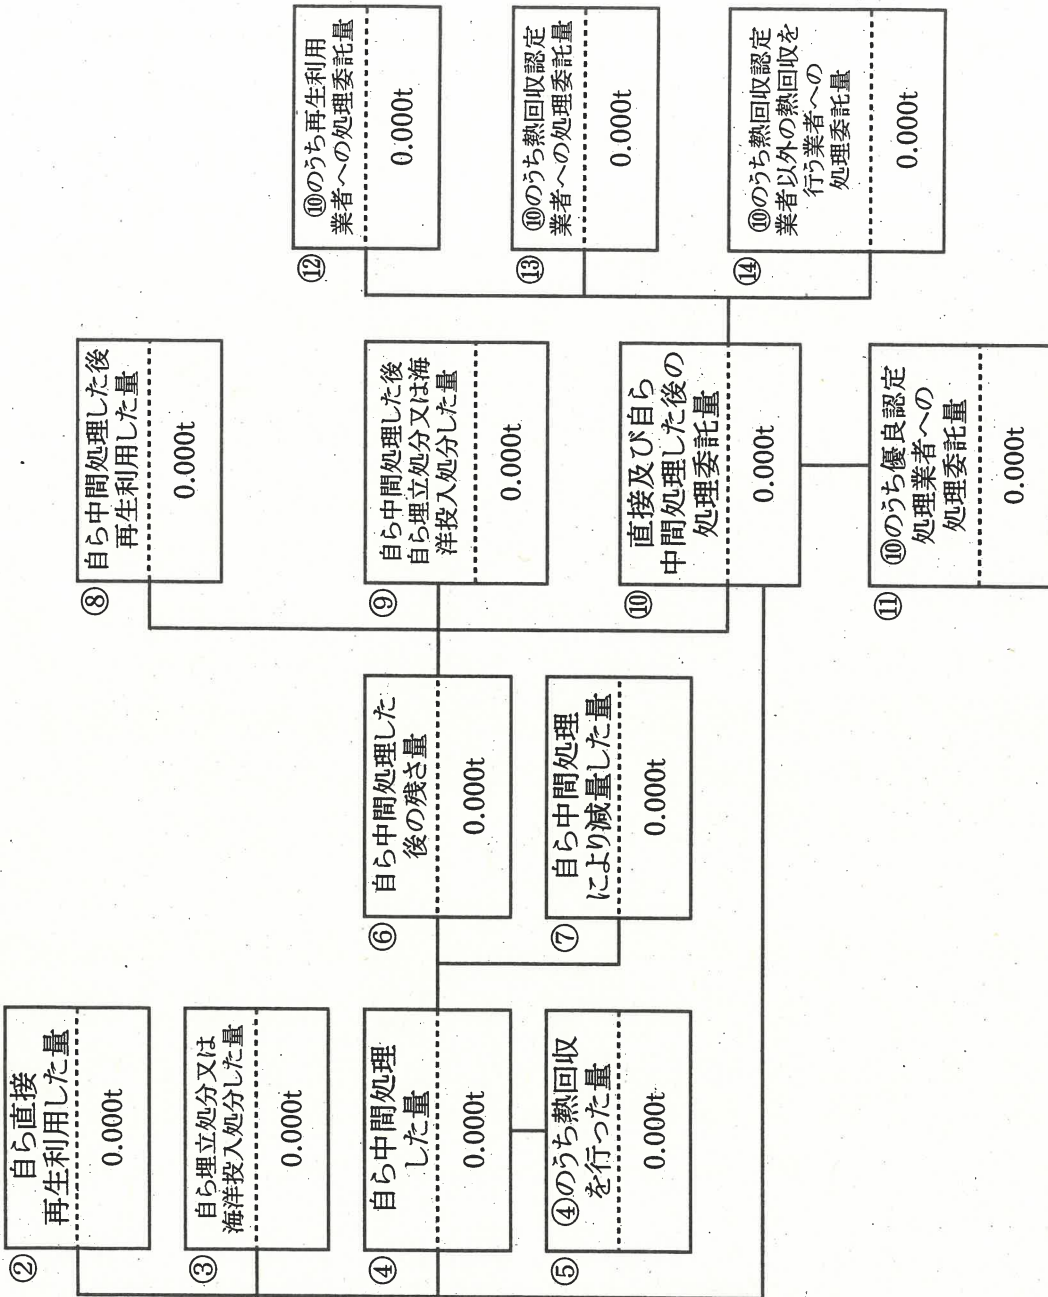 ②
自ら直接
再生利用した量
0.000t
③
自ら埋立処分又は
海洋投入処分した量
0.000t
④
自ら中間処理
した量
0.000t
⑤
④のうち熱回収
を行った量
0.000t
⑥
自ら中間処理した
後の残さ量
0.000t
⑦
自ら中間処理
により減量した量
0.000t
⑧
自ら中間処理した後
再生利用した量
0.000t
⑨
自ら中間処理した後
自ら埋立処分又は海
洋投入処分した量
0.000t
⑩
直接及び自ら
中間処理した後の
処理委託量
0.000t
⑪
⑩のうち優良認定
処理業者への
処理委託量
0.000t
⑫
⑩のうち再生利用
業者への処理委託量
0.000t
⑬
⑩のうち熱回収認定
業者への処理委託量
0.000t
⑭
⑩のうち熱回収認定
業者以外の熱回収を
行う業者への
処理委託量
0.000t